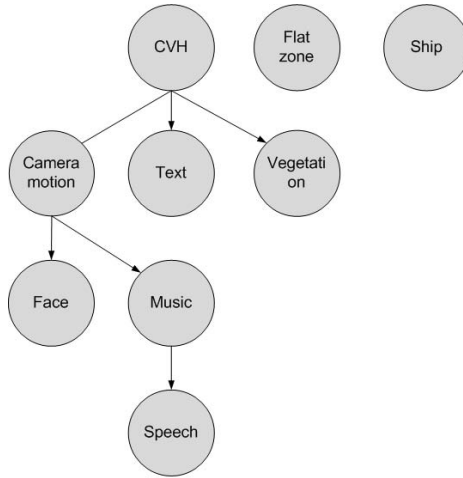 CVH
Flat
zone
Ship
Camera
motion
Text
Vegetati
on
Face
Music
Speech